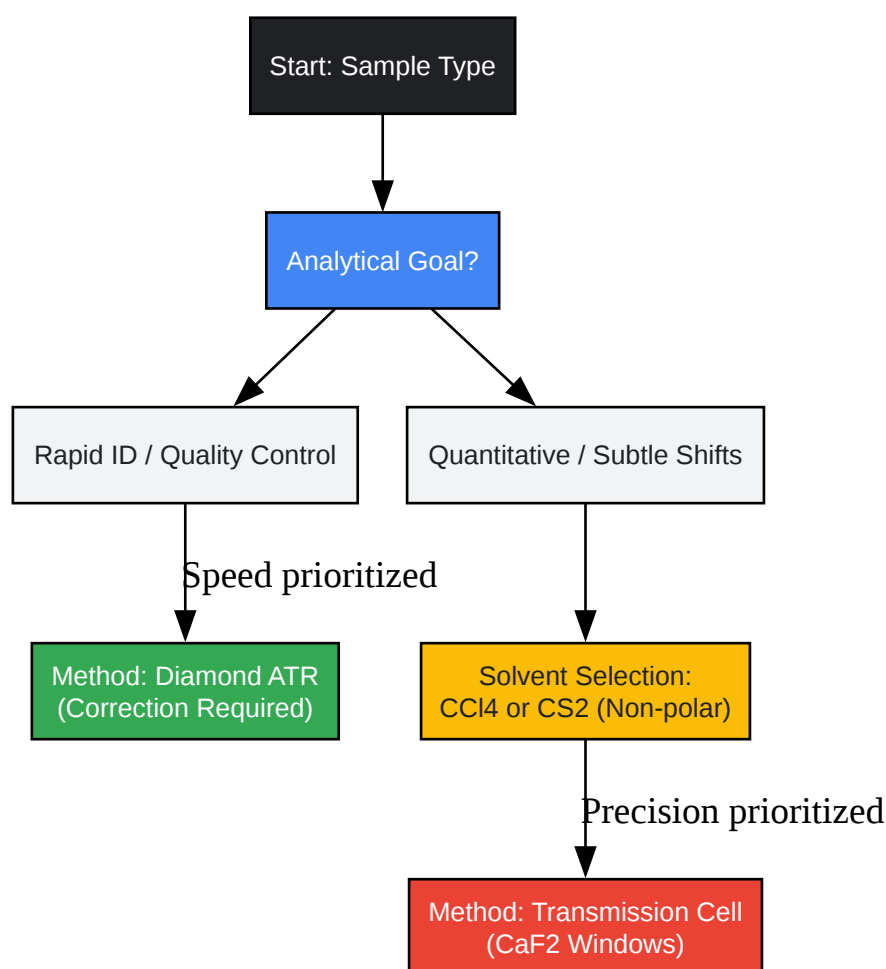 Start: Sample Type
Analytical Goal?
Rapid ID / Quality Control
Quantitative / Subtle Shifts
Speed prioritized
Method: Diamond ATR
(Correction Required)
Solvent Selection:
CCl4 or CS2 (Non-polar)
Precision prioritized
Method: Transmission Cell
(CaF2 Windows)